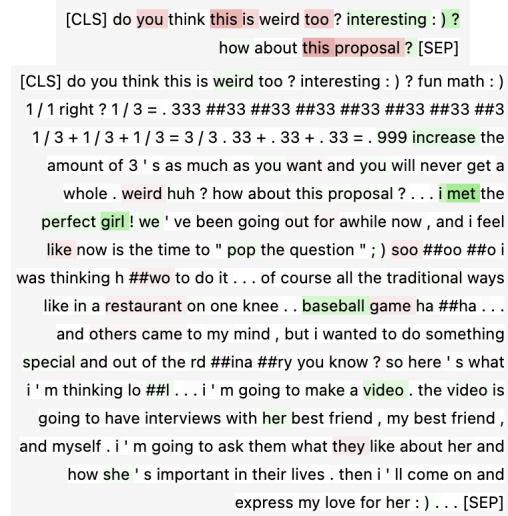 [CLS] do you think this is weird too ? interesting : ) ?
how about this proposal ? [SEP]
[CLS] do you think this is weird too ? interesting : ) ? fun math : )
1 / 1 right ? 1 / 3 = . 333 ##33 ##33 ##33 ##33 ##33 ##33 ##3
1 / 3 + 1 / 3 + 1 / 3 = 3 / 3 . 33 + . 33 + . 33 = . 999 increase the
amount of 3 ' s as much as you want and you will never get a
whole . weird huh ? how about this proposal ? . . . i met the
perfect girl ! we ' ve been going out for awhile now , and i feel
like now is the time to " pop the question " ; ) soo ##oo ##o i
was thinking h ##wo to do it . . . of course all the traditional ways
like in a restaurant on one knee . . baseball game ha ##ha . . .
and others came to my mind , but i wanted to do something
special and out of the rd ##ina ##ry you know ? so here ' s what
i ' m thinking lo ##l . . . i ' m going to make a video . the video is
going to have interviews with her best friend , my best friend ,
and myself . i ' m going to ask them what they like about her and
how she ' s important in their lives . then i ' ll come on and
express my love for her : ) . . . [SEP]